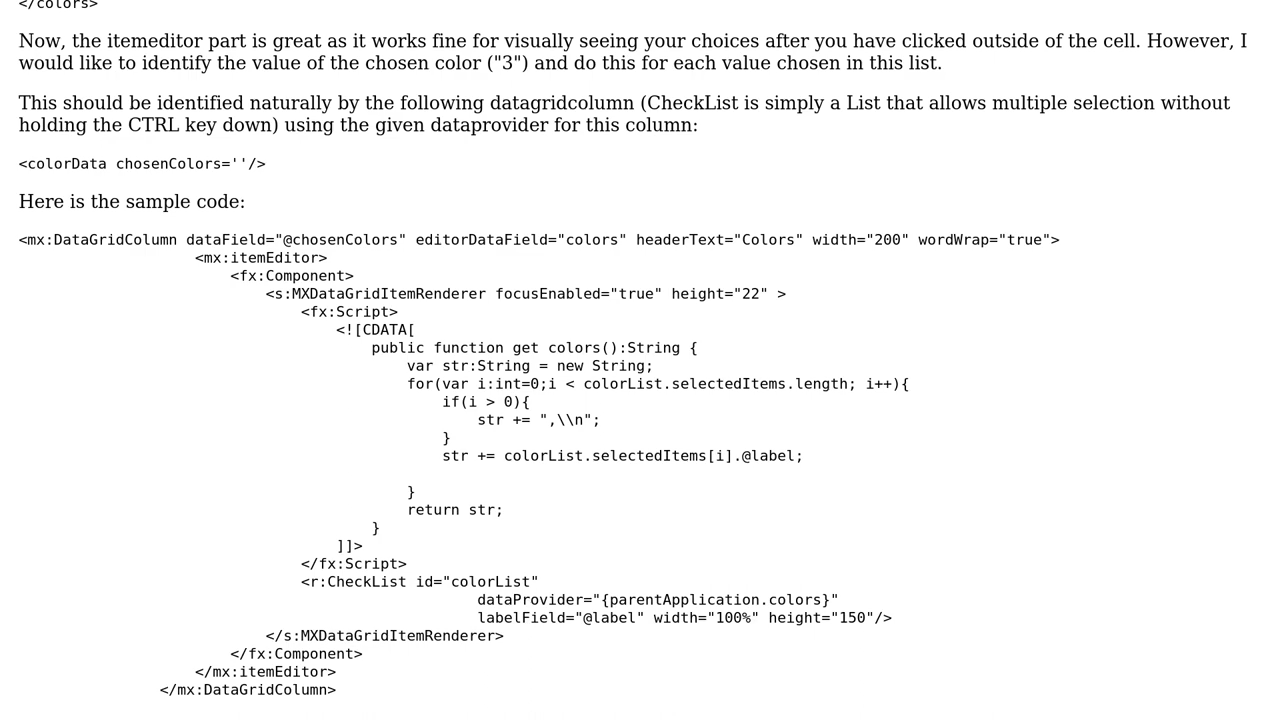 </colors>
Now, the itemeditor part is great as it works fine for visually seeing your choices after you have clicked outside of the cell. However, I
would like to identify the value of the chosen color ("3") and do this for each value chosen in this list.
This should be identified naturally by the following datagridcolumn (CheckList is simply a List that allows multiple selection without
holding the CTRL key down) using the given dataprovider for this column:
<colorData chosenColors=''/>
Here is the sample code:
<mx:DataGridColumn dataField="@chosenColors" editorDataField="colors" headerText="Colors" width="200" wordWrap="true">
<mx:itemEditor>
<fx:Component>
<s:MXDataGridItemRenderer focusEnabled="true" height="22" >
<fx:Script>
<![CDATA[
public function get colors():String {
var str:String = new String;
for(var i:int=0;i < colorList.selectedItems.length; i++){
if(i > 0){
str += ",\\n";
}
str += colorList.selectedItems[i].@label;
}
return str;
}
]]>
</fx:Script>
<r:CheckList id="colorList"
dataProvider="{parentApplication.colors}"
labelField="@label" width="100%" height="150"/>
</s:MXDataGridItemRenderer>
</fx:Component>
</mx:itemEditor>
</mx:DataGridColumn>